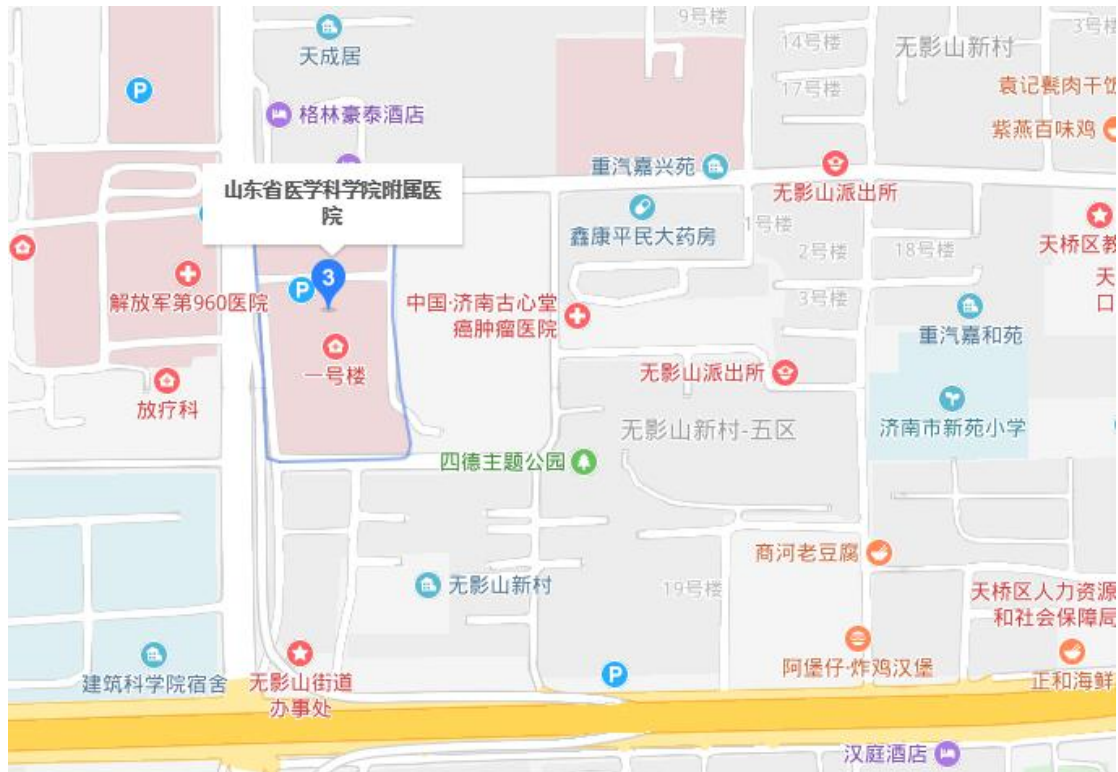 9号楼
3号楼
14号楼
无影山新村
天成居
17号楼
袁记甏肉干饭
P
格林豪泰酒店
紫燕百味鸡
重汽嘉兴苑
无影山派出所
山东省医学科学院附属医
院
鑫康平民大药房
1号楼
2号楼
18号楼
天桥区教
天
口
3
P
解放军第960医院
中国·济南古心堂
癌肿瘤医院
3号楼
重汽嘉和苑
一号楼
无影山派出所
放疗科
无影山新村-五区
济南市新苑小学
四德主题公园
商河老豆腐
无影山新村
19号楼
天桥区人力资源
和社会保障局
阿堡仔·炸鸡汉堡
P
建筑科学院宿舍
无影山街道
办事处
正和海鲜
汉庭酒店